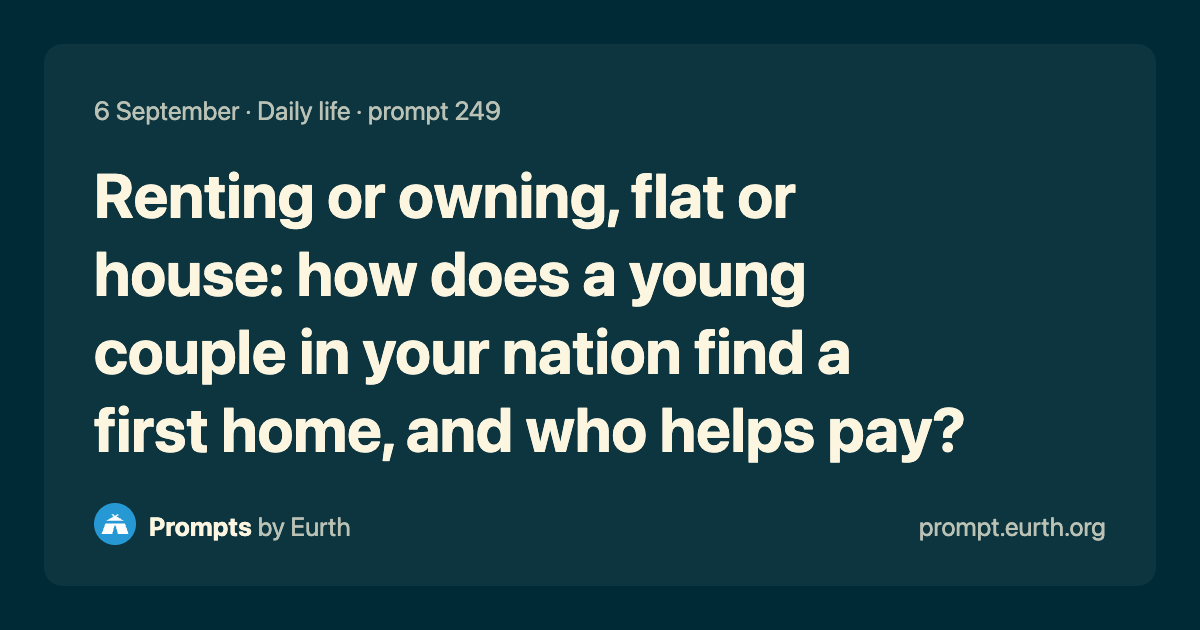 6 September · Daily life · prompt 249
Renting or owning, flat or
house: how does a young
couple in your nation find a
first home, and who helps pay?
Prompts by Eurth
prompt.eurth.org